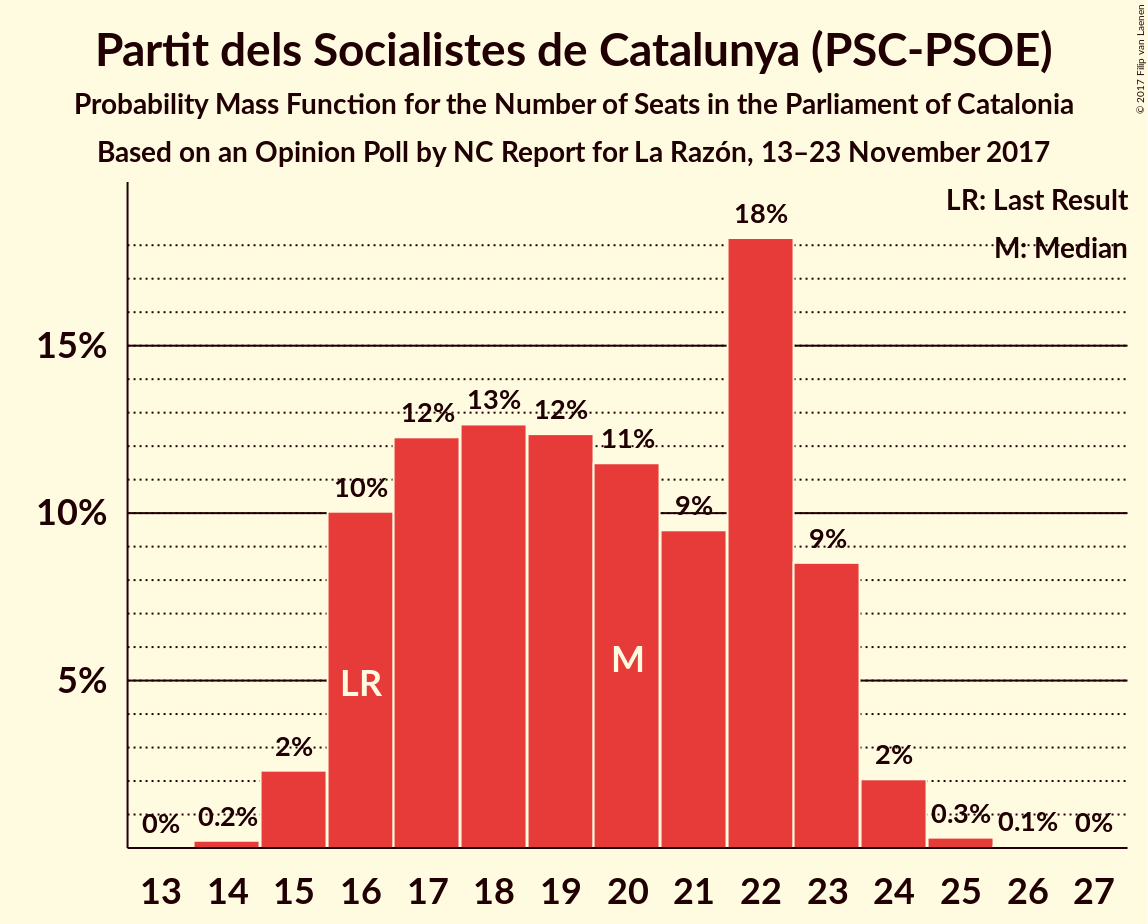 Partit dels Socialistes de Catalunya (PSC-PSOE)
Probability Mass Function for the Number of Seats in the Parliament of Catalonia
Based on an Opinion Poll by NC Report for La Razón, 13–23 November 2017
© 2017 Filip van Laenen
LR: Last Result
M: Median
15%
10%
5%
0%
0.2%
2%
10%
12%
13%
12%
11%
9%
18%
9%
2%
0.3%
0.1%
0%
LR
M
13 14 15 16 17 18 19 20 21 22 23 24 25 26 27